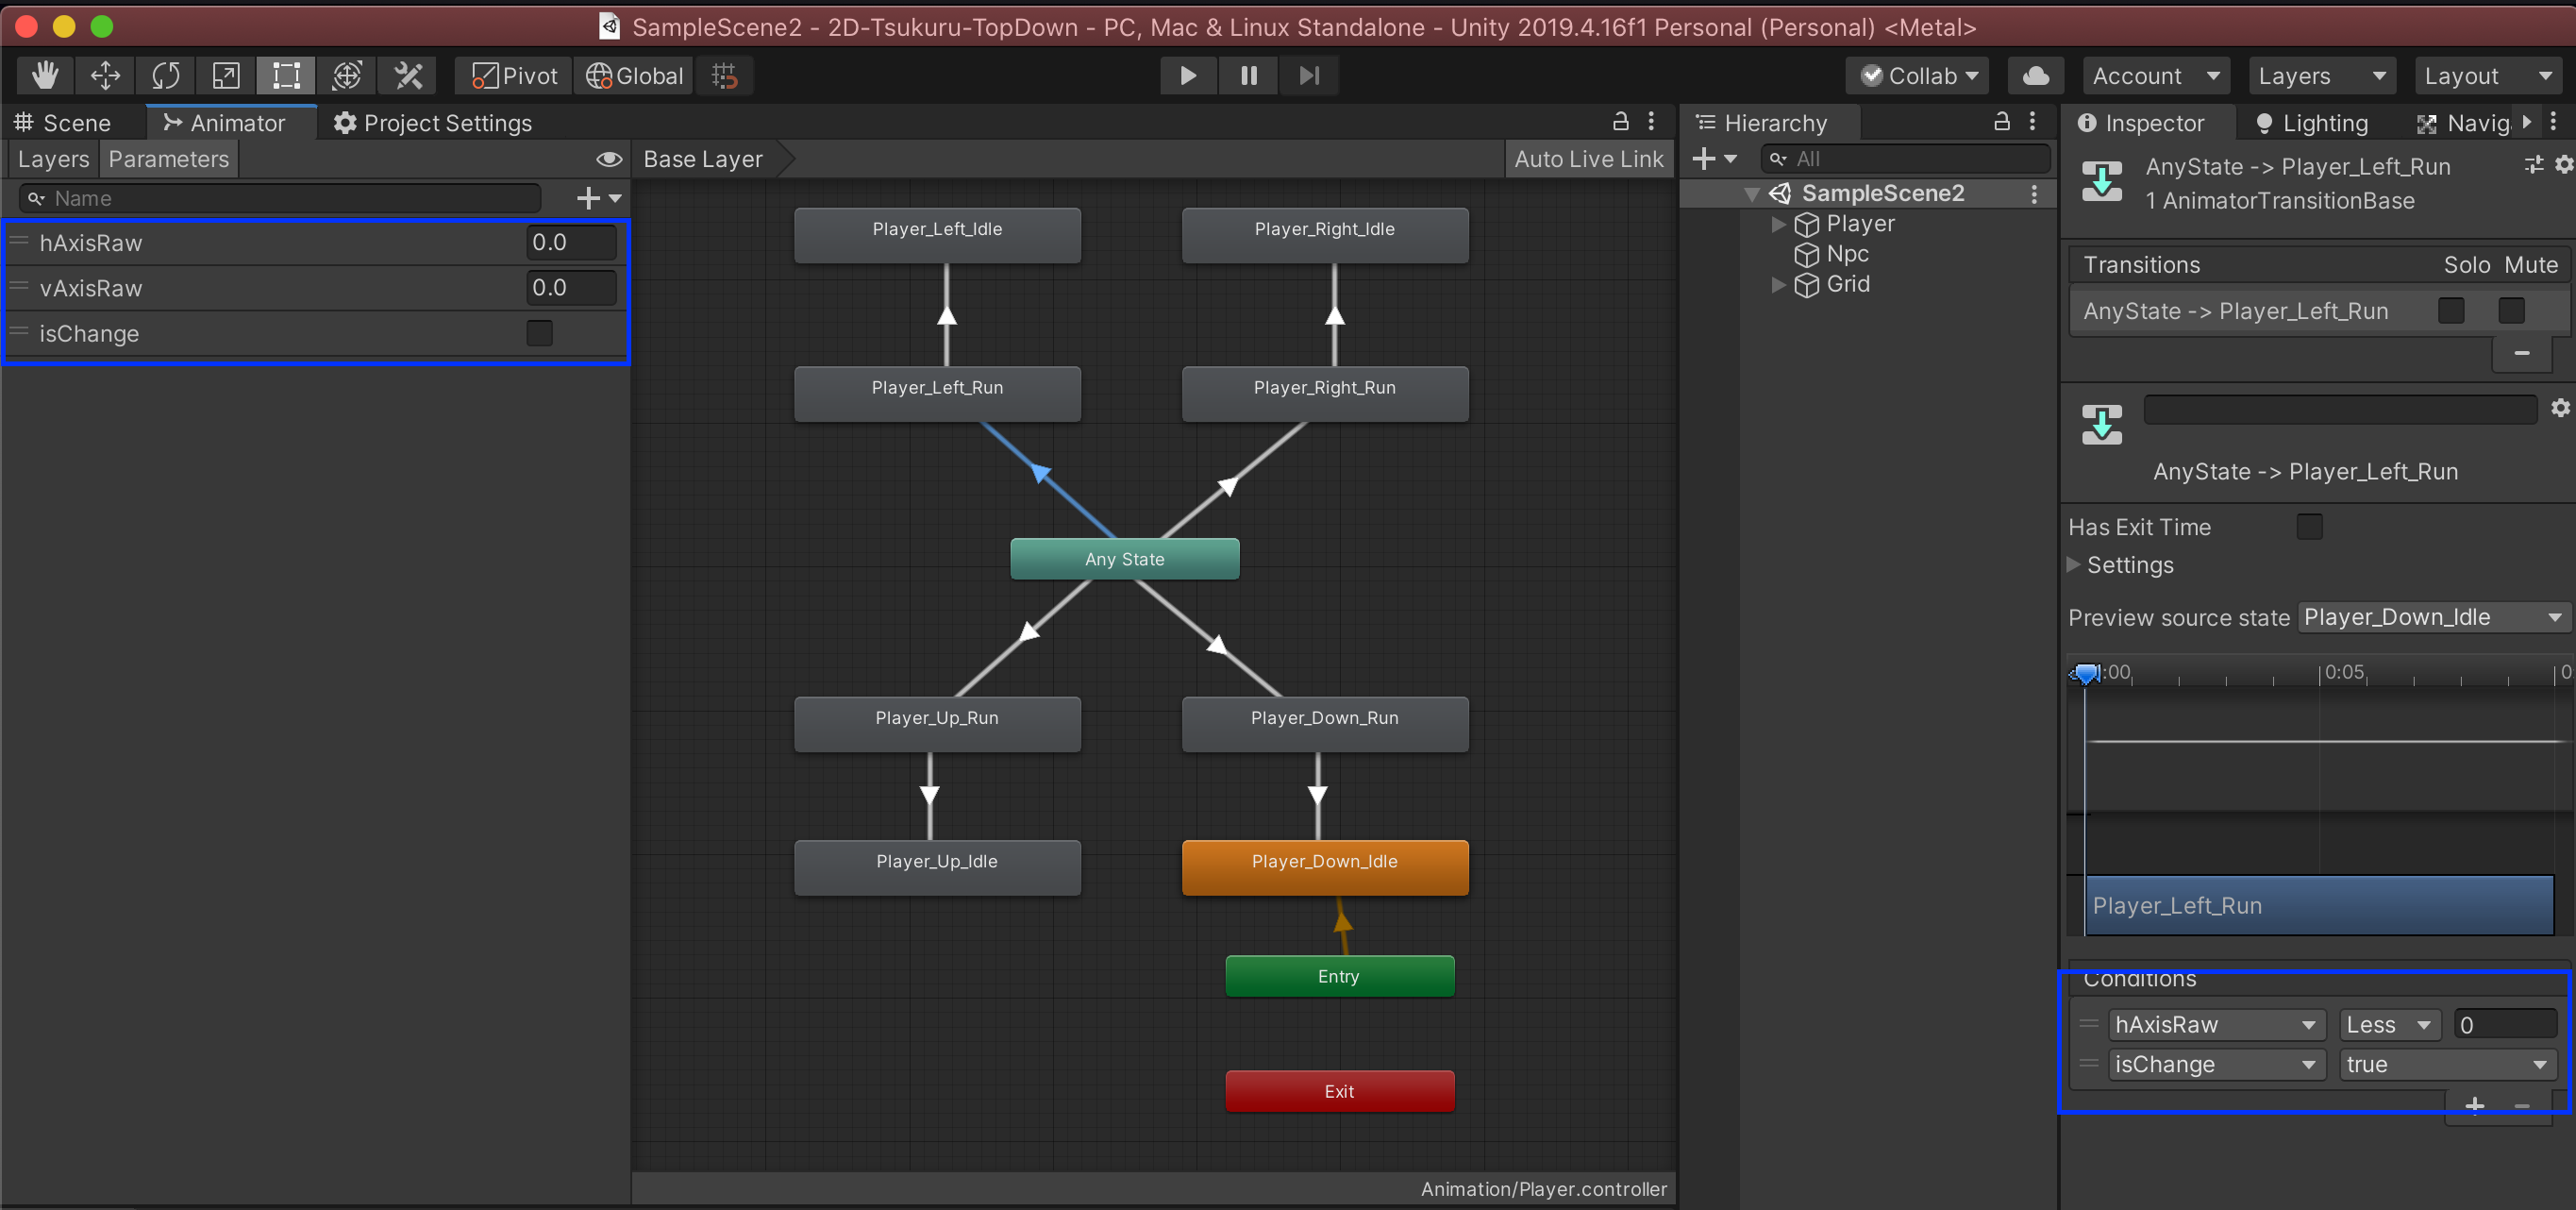 SampleScene2 - 2D-Tsukuru-TopDown - PC, Mac & Linux Standalone - Unity 2019.4.16f1 Personal (Personal) <Metal>
Pivot Global Collab Account Layers Layout
Scene Animator Project Settings
Layers Parameters
Name
hAxisRaw 0.0
vAxisRaw 0.0
isChange
Base Layer Auto Live Link
Player_Left_Idle Player_Right_Idle
Player_Left_Run Player_Right_Run
Any State
Player_Up_Run Player_Down_Run
Player_Up_Idle Player_Down_Idle
Entry
Exit
Animation/Player.controller
Hierarchy
All
SampleScene2
Player
Npc
Grid
Inspector Lighting Navig
AnyState -> Player_Left_Run
1 AnimatorTransitionBase
Transitions Solo Mute
AnyState -> Player_Left_Run
AnyState -> Player_Left_Run
Has Exit Time
Settings
Preview source state Player_Down_Idle
:00 0:05 0
Player_Left_Run
Conditions
hAxisRaw Less 0
isChange true